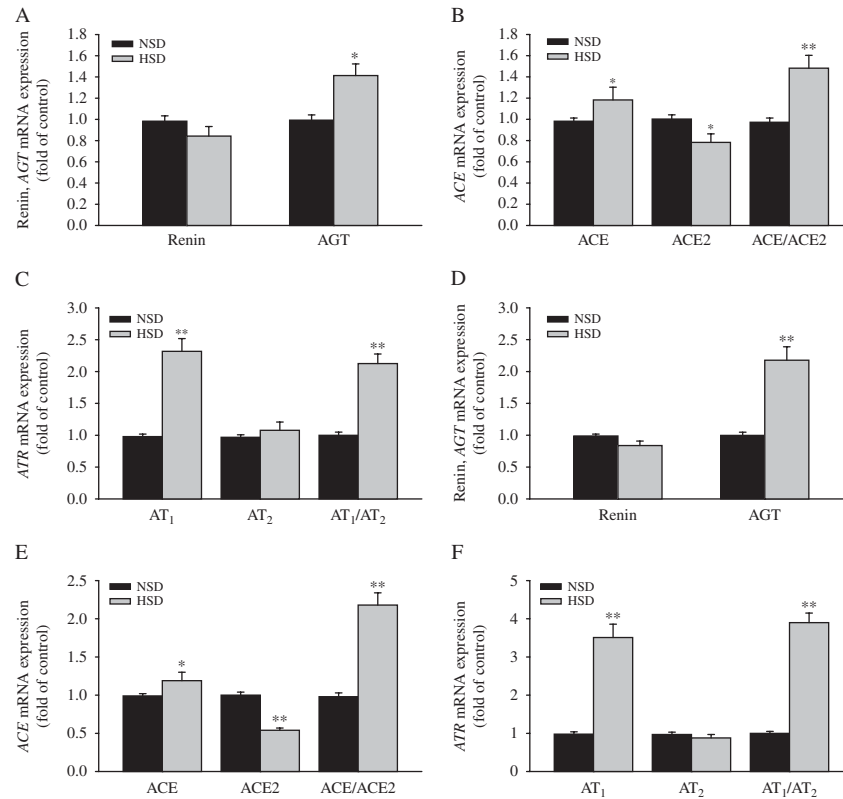 A
Renin, AGT mRNA expression
(fold of control)
1.8
1.6
1.4
1.2
1.0
0.8
0.6
0.4
0.2
0.0
NSD
HSD
*
Renin
AGT
B
ACE mRNA expression
(fold of control)
1.8
1.6
1.4
1.2
1.0
0.8
0.6
0.4
0.2
0.0
NSD
HSD
*
*
**
ACE
ACE2
ACE/ACE2
C
ATR mRNA expression
(fold of control)
3.0
2.5
2.0
1.5
1.0
0.5
0.0
NSD
HSD
**
**
AT₁
AT₂
AT₁/AT₂
D
Renin, AGT mRNA expression
(fold of control)
3.0
2.5
2.0
1.5
1.0
0.5
0.0
NSD
HSD
**
Renin
AGT
E
ACE mRNA expression
(fold of control)
2.5
2.0
1.5
1.0
0.5
0.0
NSD
HSD
*
**
**
ACE
ACE2
ACE/ACE2
F
ATR mRNA expression
(fold of control)
5
4
3
2
1
0
NSD
HSD
**
**
AT₁
AT₂
AT₁/AT₂